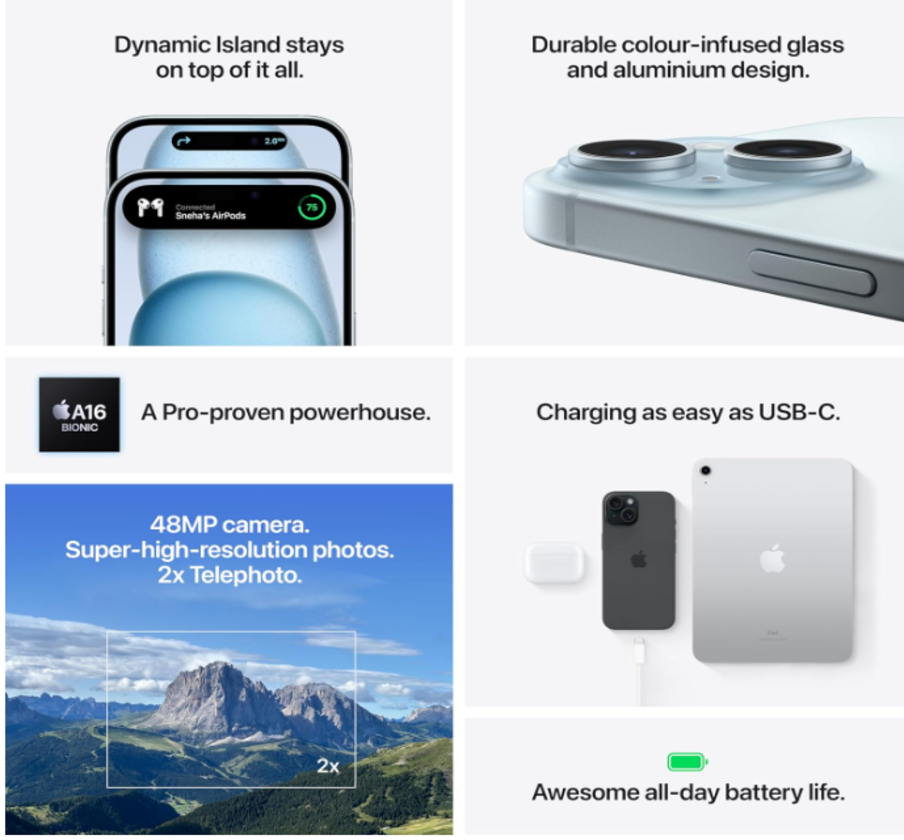 Dynamic Island stays
on top of it all.
Connected
Sneha's AirPods
75
Durable colour-infused glass
and aluminium design.
A16
BIONIC
A Pro-proven powerhouse.
48MP camera.
Super-high-resolution photos.
2x Telephoto.
2x
Charging as easy as USB-C.
iPad
Awesome all-day battery life.